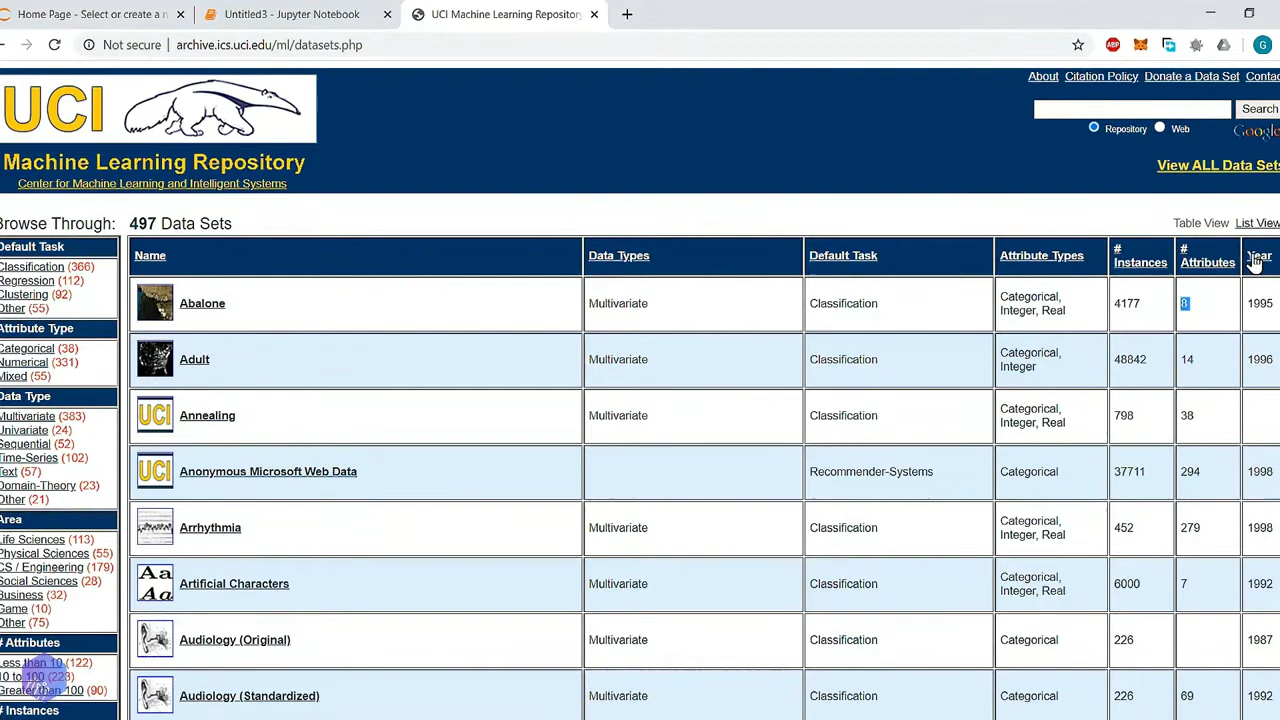 Home Page - Select or create a n
Untitled3 - Jupyter Notebook
UCI Machine Learning Repository
Not secure | archive.ics.uci.edu/ml/datasets.php
ABP
G
About Citation Policy Donate a Data Set Contac
UCI
Search
Repository Web
Google
Machine Learning Repository
Center for Machine Learning and Intelligent Systems
View ALL Data Sets
Browse Through:
497 Data Sets
Table View List View
Default Task
Classification (366)
Regression (112)
Clustering (92)
Other (55)
Attribute Type
Categorical (38)
Numerical (331)
Mixed (55)
Data Type
Multivariate (383)
Univariate (24)
Sequential (52)
Time-Series (102)
Text (57)
Domain-Theory (23)
Other (21)
Area
Life Sciences (113)
Physical Sciences (55)
CS / Engineering (179)
Social Sciences (28)
Business (32)
Game (10)
Other (75)
# Attributes
Less than 10 (122)
10 to 100 (223)
Greater than 100 (90)
# Instances
Name Data Types Default Task Attribute Types # Instances # Attributes Year
Abalone Multivariate Classification Categorical, Integer, Real 4177 8 1995
Adult Multivariate Classification Categorical, Integer 48842 14 1996
UCI Annealing Multivariate Classification Categorical, Integer, Real 798 38
UCI Anonymous Microsoft Web Data Recommender-Systems Categorical 37711 294 1998
Arrhythmia Multivariate Classification Categorical, Integer, Real 452 279 1998
Aa Aa Artificial Characters Multivariate Classification Categorical, Integer, Real 6000 7 1992
Audiology (Original) Multivariate Classification Categorical 226 1987
Audiology (Standardized) Multivariate Classification Categorical 226 69 1992